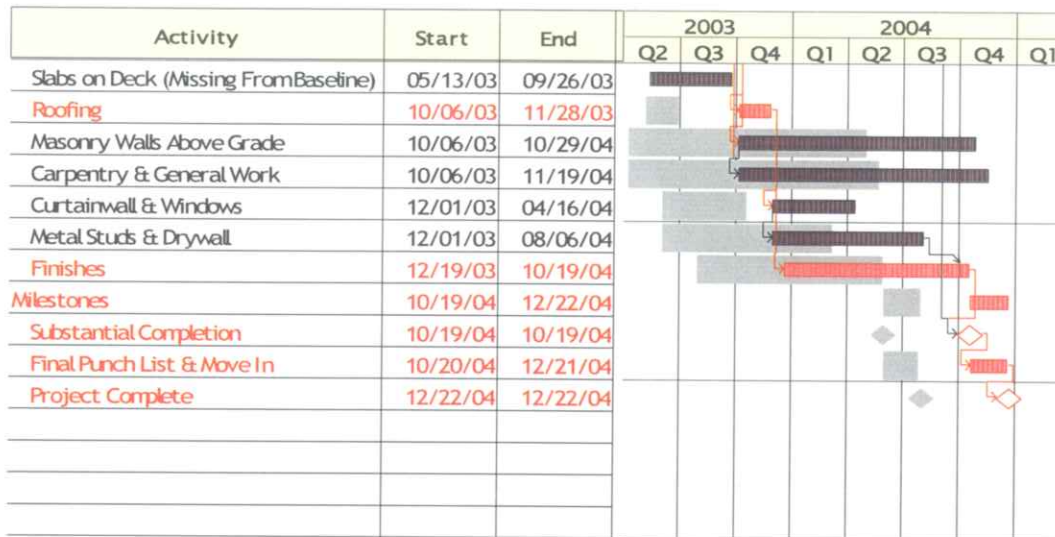 Activity Start End 2003 2004
Q2 Q3 Q4 Q1 Q2 Q3 Q4 Q1
Slabs on Deck (Missing From Baseline) 05/13/03 09/26/03
Roofing 10/06/03 11/28/03
Masonry Walls Above Grade 10/06/03 10/29/04
Carpentry & General Work 10/06/03 11/19/04
Curtainwall & Windows 12/01/03 04/16/04
Metal Studs & Drywall 12/01/03 08/06/04
Finishes 12/19/03 10/19/04
Milestones 10/19/04 12/22/04
Substantial Completion 10/19/04 10/19/04
Final Punch List & Move In 10/20/04 12/21/04
Project Complete 12/22/04 12/22/04